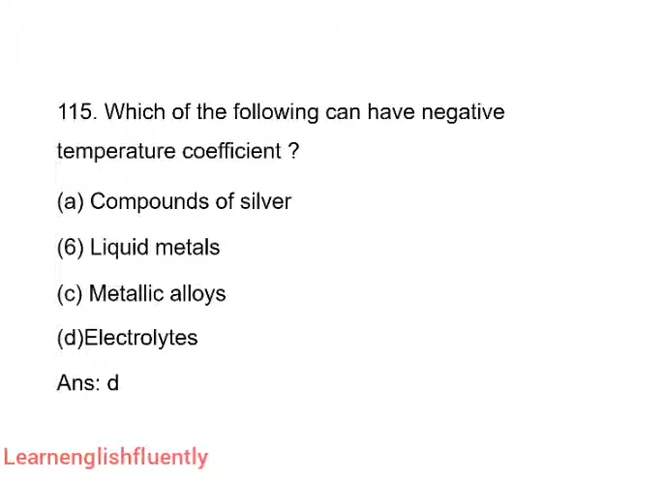 115. Which of the following can have negative
temperature coefficient ?
(a) Compounds of silver
(6) Liquid metals
(c) Metallic alloys
(d)Electrolytes
Ans: d
Learnenglishfluently